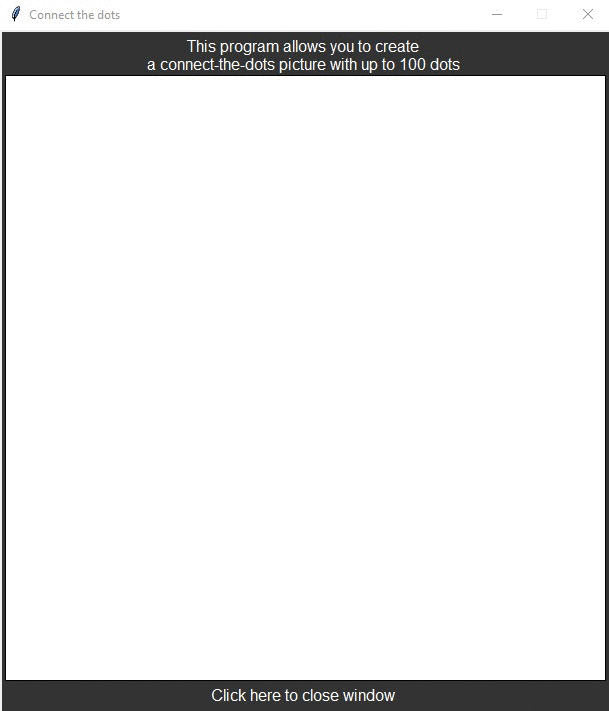 Connect the dots
This program allows you to create
a connect-the-dots picture with up to 100 dots
Click here to close window